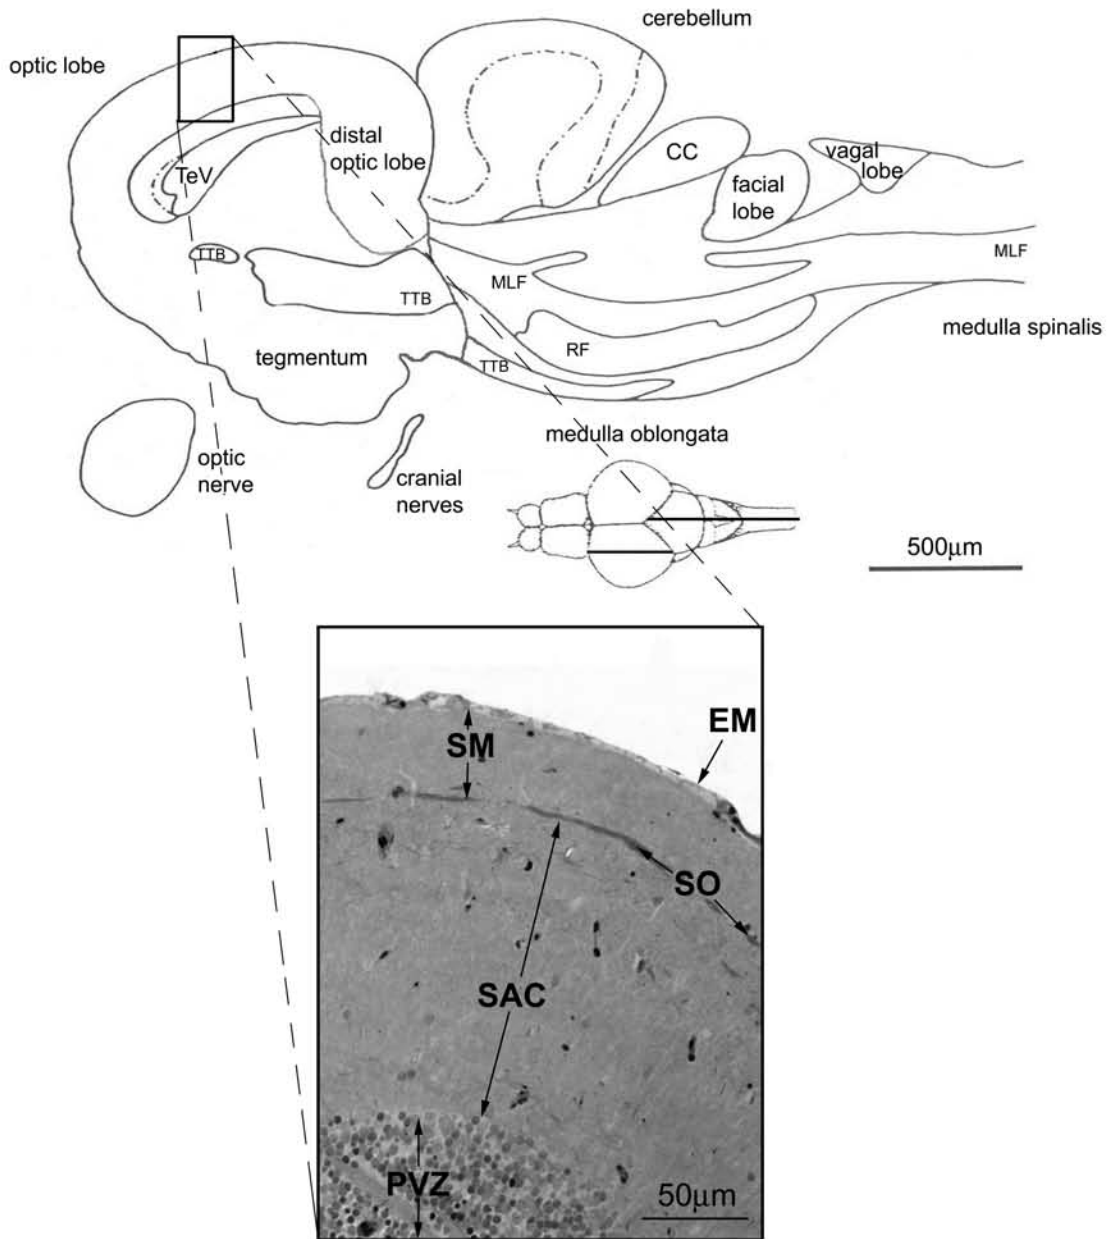 cerebellum
optic lobe
distal
optic lobe
TeV
CC
vagal
lobe
facial
lobe
TTB
MLF
MLF
TTB
medulla spinalis
RF
tegmentum
TTB
medulla oblongata
optic
nerve
cranial
nerves
500µm
EM
SM
SO
SAC
PVZ
50µm